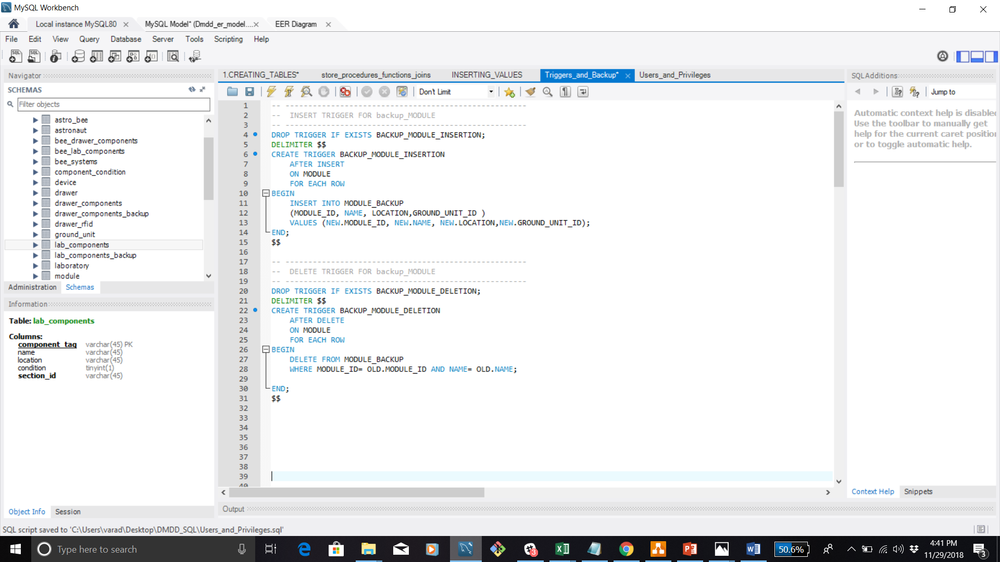 MySQL Workbench
Local instance MySQL80
MySQL Model* (Dmdd_er_model....
EER Diagram
File Edit View Query Database Server Tools Scripting Help
Navigator
SCHEMAS
Filter objects
astro_bee
astronaut
bee_drawer_components
bee_lab_components
bee_systems
component_condition
device
drawer
drawer_components
drawer_components_backup
drawer_rfid
ground_unit
lab_components
lab_components_backup
laboratory
module
Administration Schemas
Information
Table: lab_components
Columns:
component_tag varchar(45) PK
name varchar(45)
location varchar(45)
condition tinyint(1)
section_id varchar(45)
Object Info Session
1.CREATING_TABLES* store_procedures_functions_joins INSERTING_VALUES Triggers_and_Backup* Users_and_Privileges
Don't Limit
1 -- -----------------------------------------------------
2 --  INSERT TRIGGER FOR backup_MODULE
3 -- -----------------------------------------------------
4 DROP TRIGGER IF EXISTS BACKUP_MODULE_INSERTION;
5 DELIMITER $$
6 CREATE TRIGGER BACKUP_MODULE_INSERTION
7     AFTER INSERT
8     ON MODULE
9     FOR EACH ROW
10 BEGIN
11     INSERT INTO MODULE_BACKUP
12     (MODULE_ID, NAME, LOCATION,GROUND_UNIT_ID )
13     VALUES (NEW.MODULE_ID, NEW.NAME, NEW.LOCATION,NEW.GROUND_UNIT_ID);
14 END;
15 $$
16
17 -- -----------------------------------------------------
18 --  DELETE TRIGGER FOR backup_MODULE
19 -- -----------------------------------------------------
20 DROP TRIGGER IF EXISTS BACKUP_MODULE_DELETION;
21 DELIMITER $$
22 CREATE TRIGGER BACKUP_MODULE_DELETION
23     AFTER DELETE
24     ON MODULE
25     FOR EACH ROW
26 BEGIN
27     DELETE FROM MODULE_BACKUP
28     WHERE MODULE_ID= OLD.MODULE_ID AND NAME= OLD.NAME;
29
30 END;
31 $$
32
33
34
35
36
37
38
39
40
Output
SQLAdditions
Jump to
Automatic context help is disabled
Use the toolbar to manually get
help for the current caret position
or to toggle automatic help.
Context Help Snippets
SQL script saved to 'C:\Users\varad\Desktop\DMDD_SQL\Users_and_Privileges.sql'
Type here to search
3
50.6%
4:41 PM
11/29/2018
3